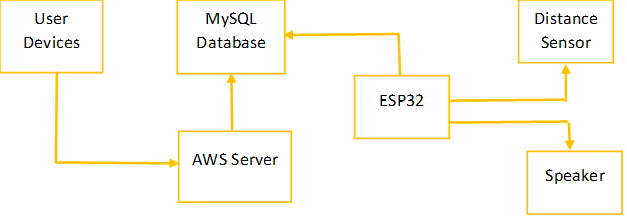 User
Devices
MySQL
Database
Distance
Sensor
ESP32
AWS Server
Speaker